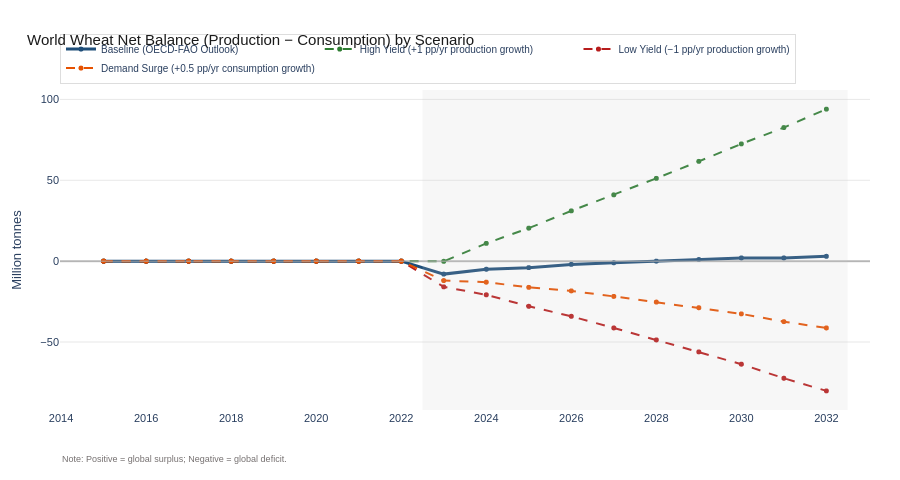 World Wheat Net Balance (Production − Consumption) by Scenario
Baseline (OECD-FAO Outlook)
High Yield (+1 pp/yr production growth)
Low Yield (−1 pp/yr production growth)
Demand Surge (+0.5 pp/yr consumption growth)
Million tonnes
100
50
0
−50
2014 2016 2018 2020 2022 2024 2026 2028 2030 2032
Note: Positive = global surplus; Negative = global deficit.